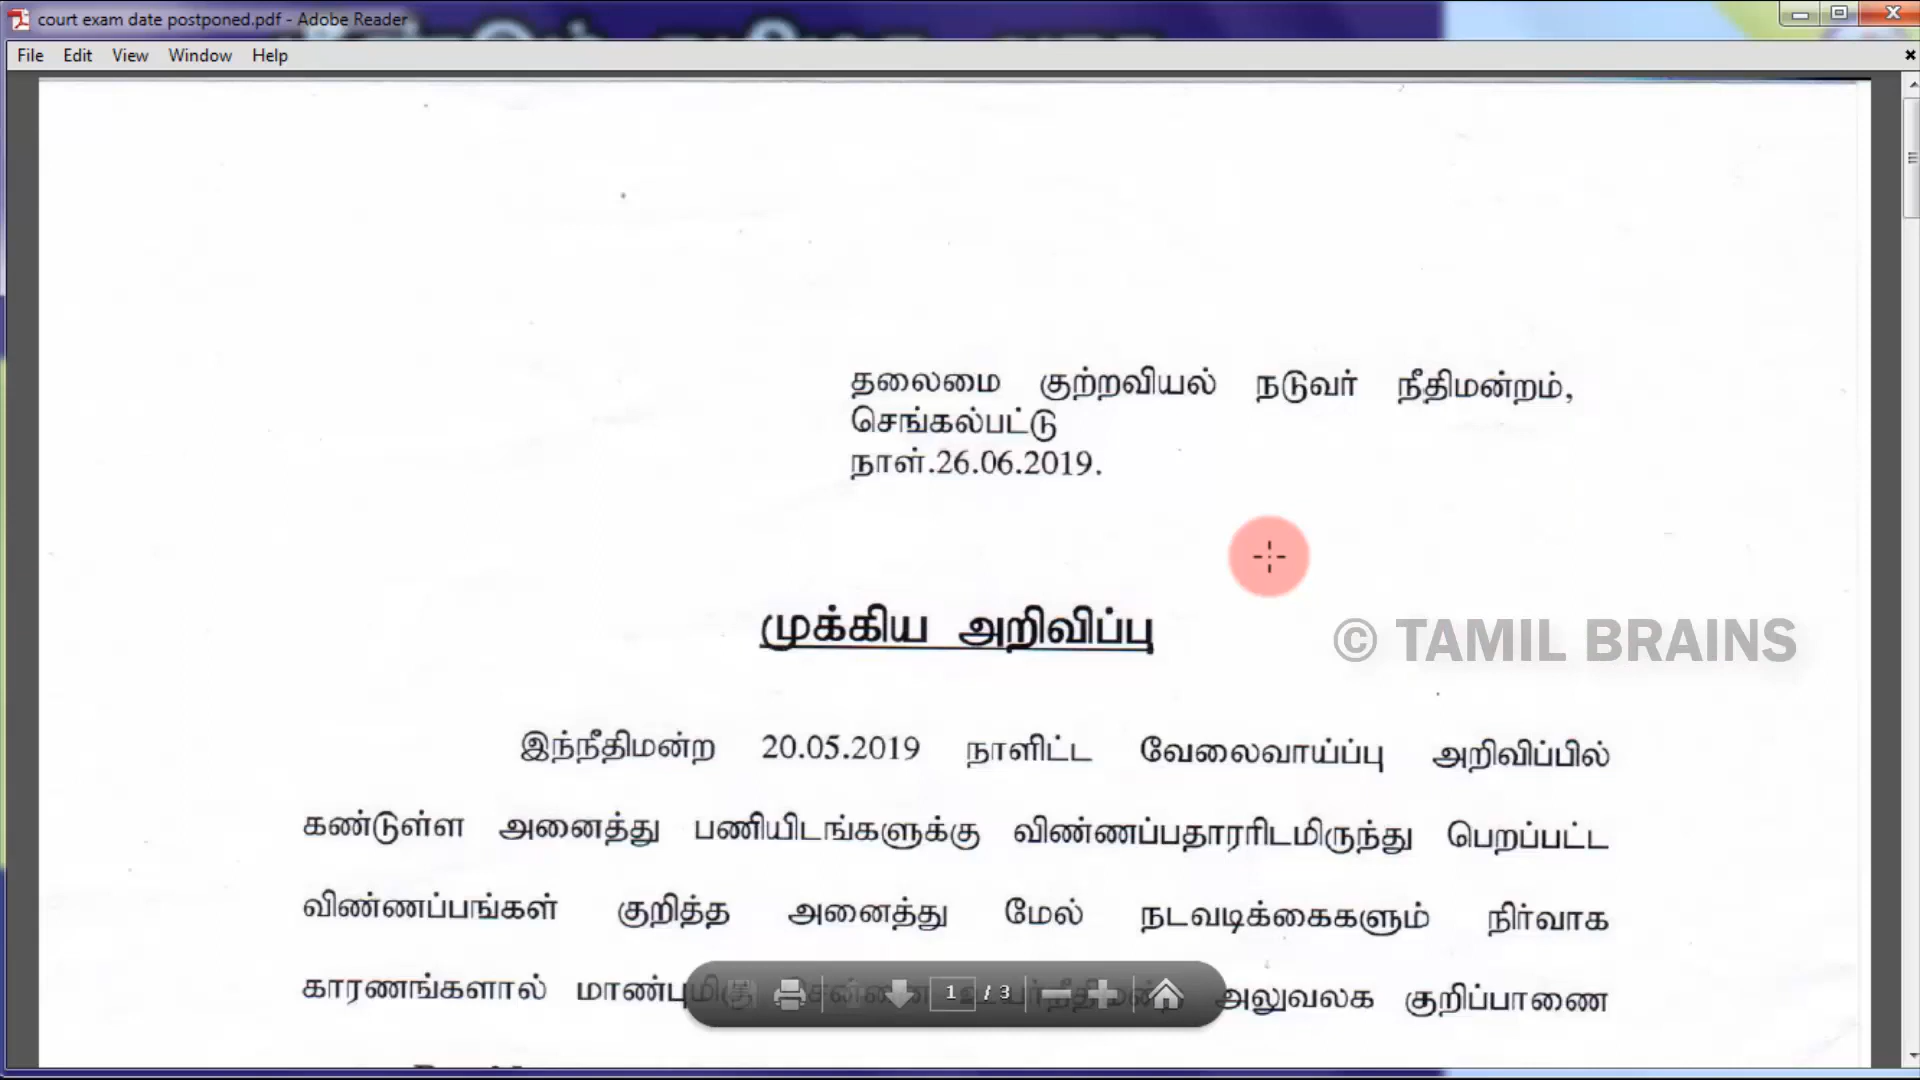 court exam date postponed.pdf - Adobe Reader
File Edit View Window Help
தலைமை குற்றவியல் நடுவர் நீதிமன்றம்,
செங்கல்பட்டு
நாள்.26.06.2019.
முக்கிய அறிவிப்பு
© TAMIL BRAINS
இந்நீதிமன்ற 20.05.2019 நாளிட்ட வேலைவாய்ப்பு அறிவிப்பில்
கண்டுள்ள அனைத்து பணியிடங்களுக்கு விண்ணப்பதாரரிடமிருந்து பெறப்பட்ட
விண்ணப்பங்கள் குறித்த அனைத்து மேல் நடவடிக்கைகளும் நிர்வாக
காரணங்களால் மாண்புமிகு சென்னை உயர்நீதிமன்ற அலுவலக குறிப்பாணை
1 / 3